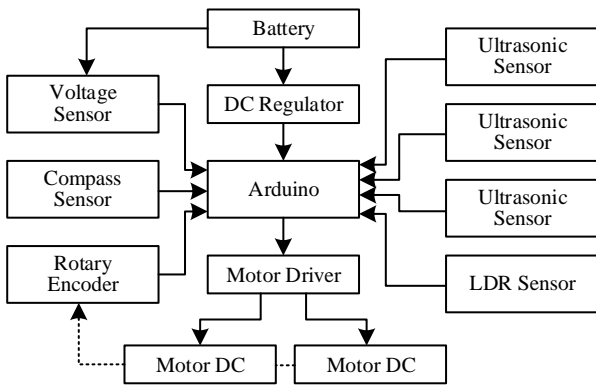 Battery
Ultrasonic
Sensor
Voltage
Sensor
DC Regulator
Ultrasonic
Sensor
Compass
Sensor
Arduino
Ultrasonic
Sensor
Rotary
Encoder
Motor Driver
LDR Sensor
Motor DC
Motor DC